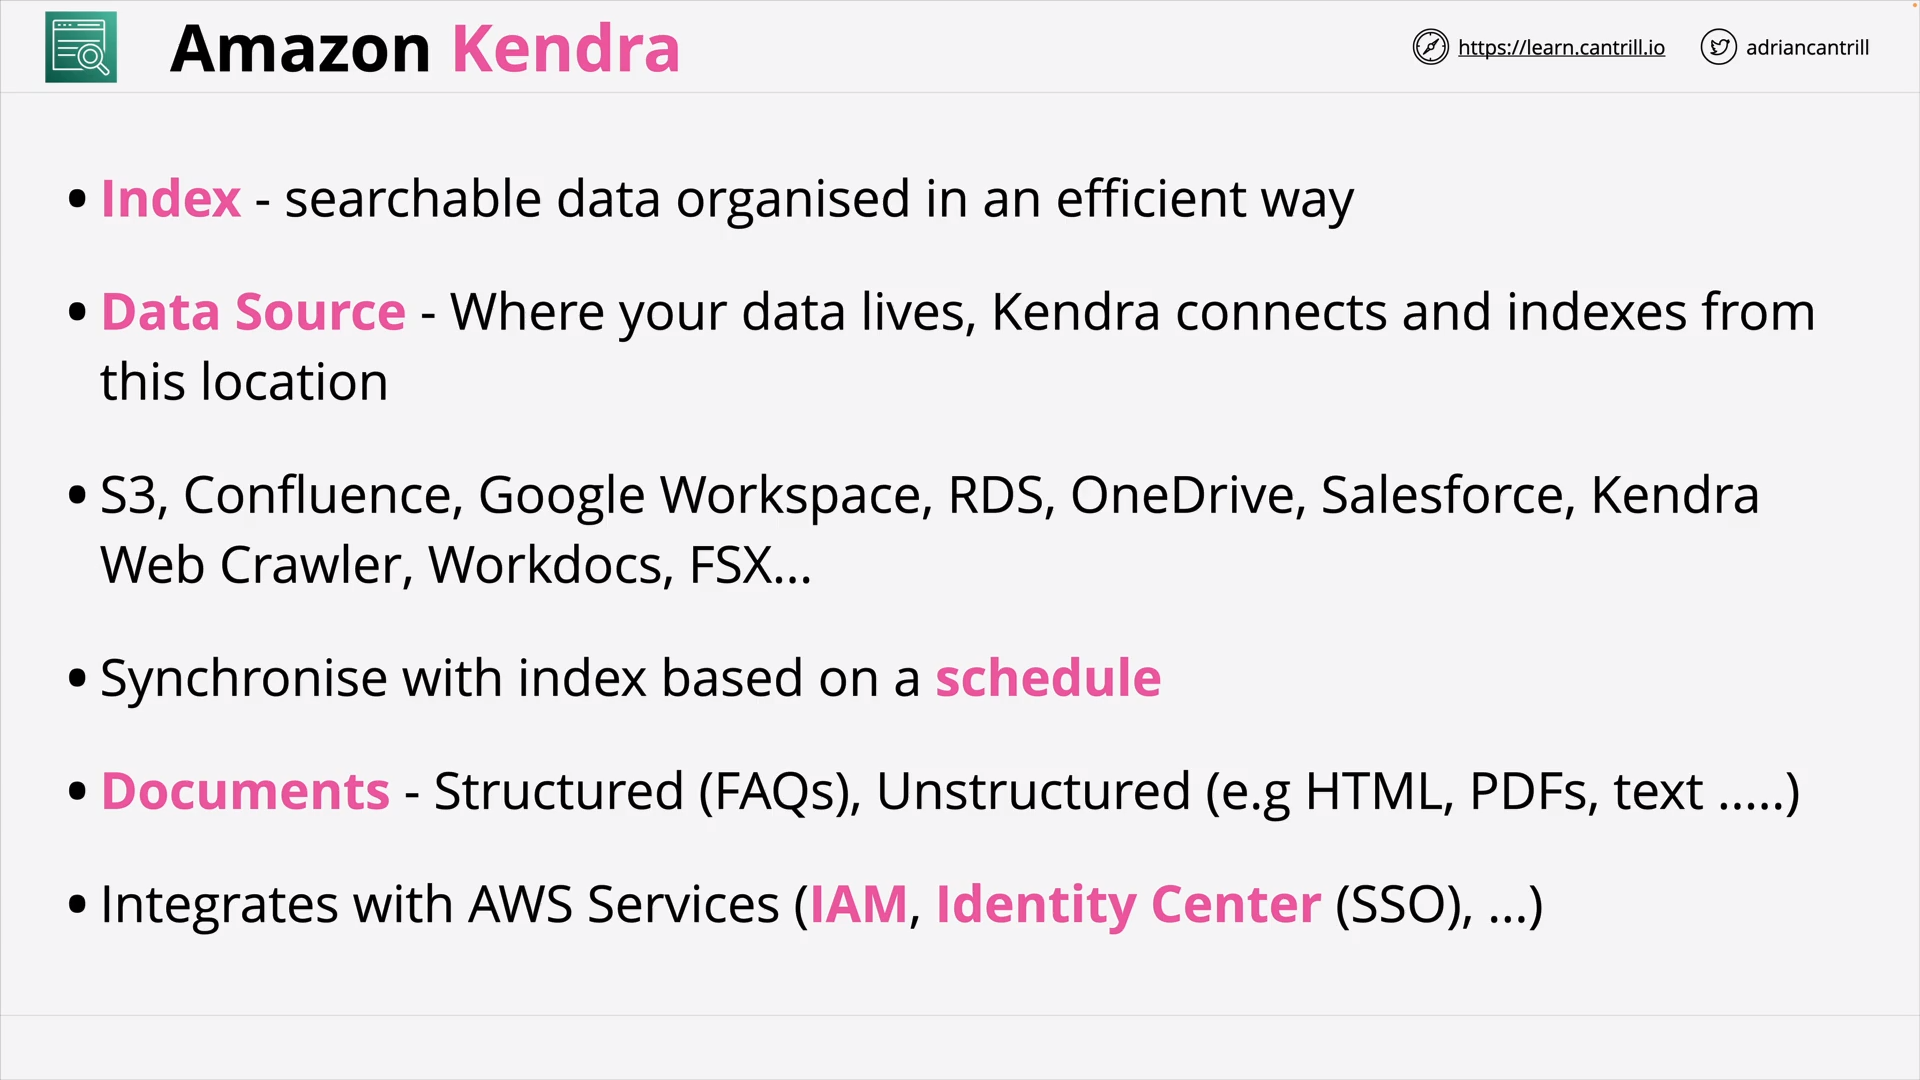 Amazon Kendra
https://learn.cantrill.io
adriancantrill
• Index - searchable data organised in an efficient way
• Data Source - Where your data lives, Kendra connects and indexes from
this location
• S3, Confluence, Google Workspace, RDS, OneDrive, Salesforce, Kendra
Web Crawler, Workdocs, FSX...
• Synchronise with index based on a schedule
• Documents - Structured (FAQs), Unstructured (e.g HTML, PDFs, text .....)
• Integrates with AWS Services (IAM, Identity Center (SSO), ...)